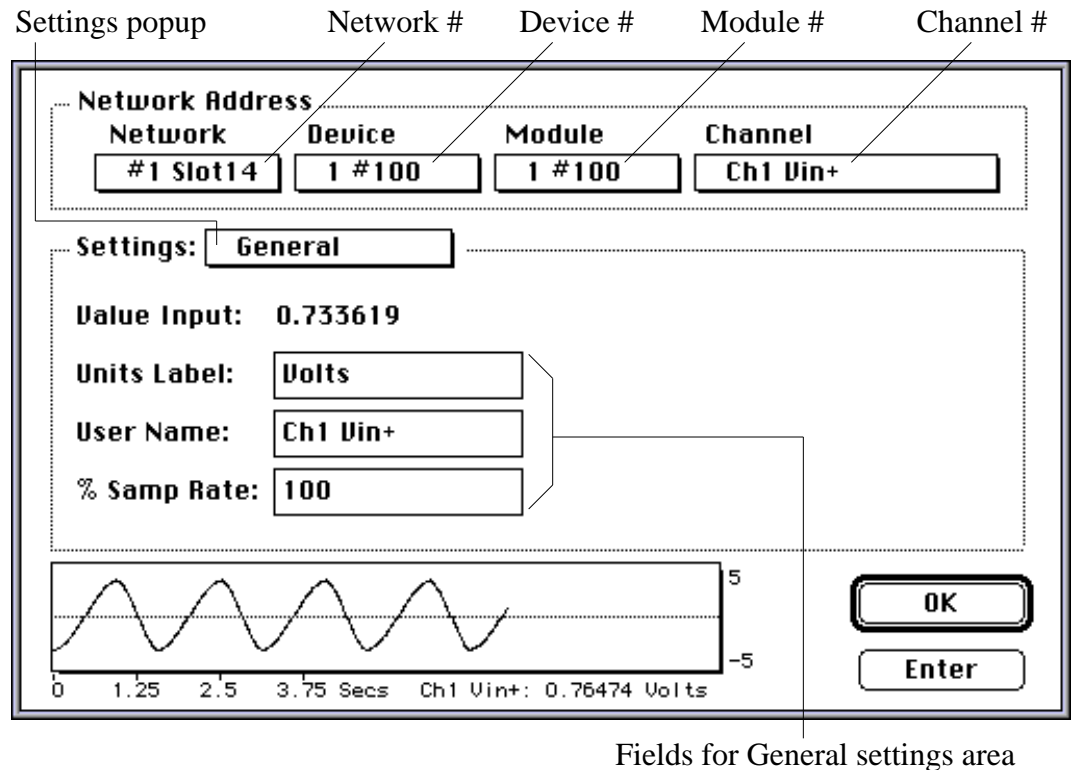 Settings popup Network # Device # Module # Channel #
Network Address
Network Device Module Channel
#1 Slot14 1 #100 1 #100 Ch1 Vin+
Settings: General
Value Input: 0.733619
Units Label: Volts
User Name: Ch1 Vin+
% Samp Rate: 100
5
-5
0 1.25 2.5 3.75 Secs Ch1 Vin+: 0.76474 Volts
OK
Enter
Fields for General settings area